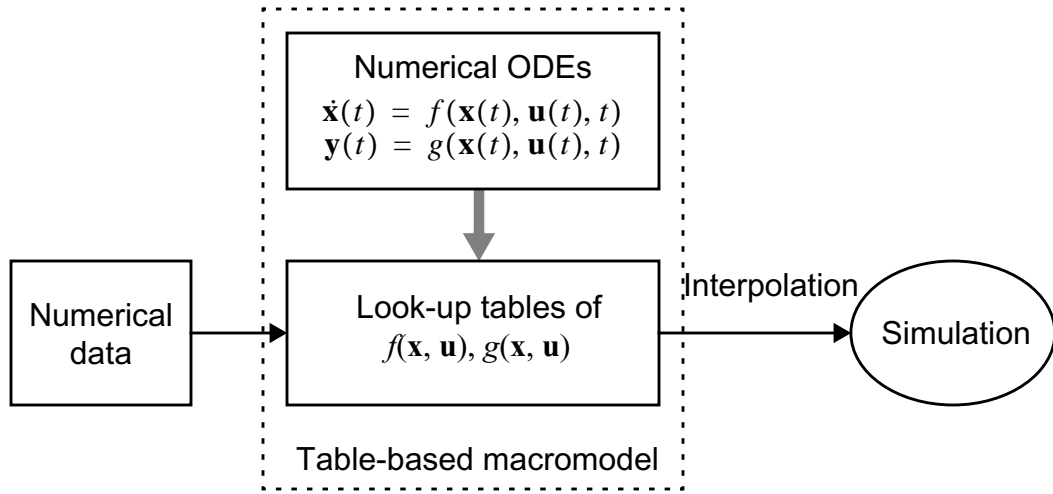 Numerical ODEs
ẋ(t) = f(x(t), u(t), t)
y(t) = g(x(t), u(t), t)
Numerical
data
Look-up tables of
f(x, u), g(x, u)
Interpolation
Simulation
Table-based macromodel